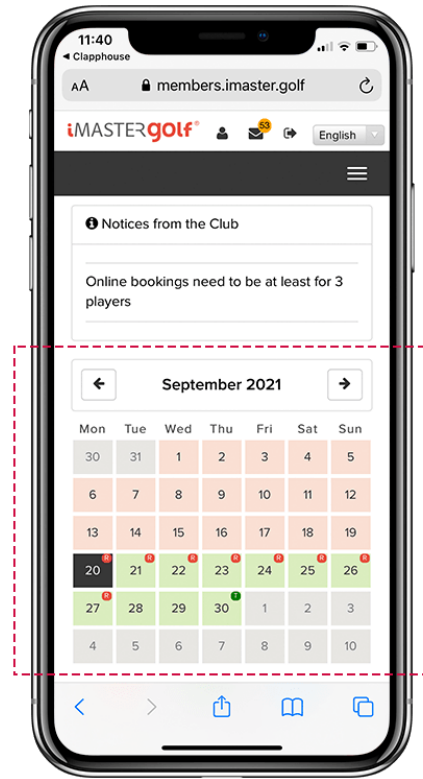 11:40
◀ Clapphouse
AA members.imaster.golf
iMASTERgolf® 53 English
Notices from the Club
Online bookings need to be at least for 3
players
September 2021
Mon Tue Wed Thu Fri Sat Sun
30 31 1 2 3 4 5
6 7 8 9 10 11 12
13 14 15 16 17 18 19
20 R 21 R 22 R 23 R 24 R 25 R 26 R
27 R 28 29 30 T 1 2 3
4 5 6 7 8 9 10